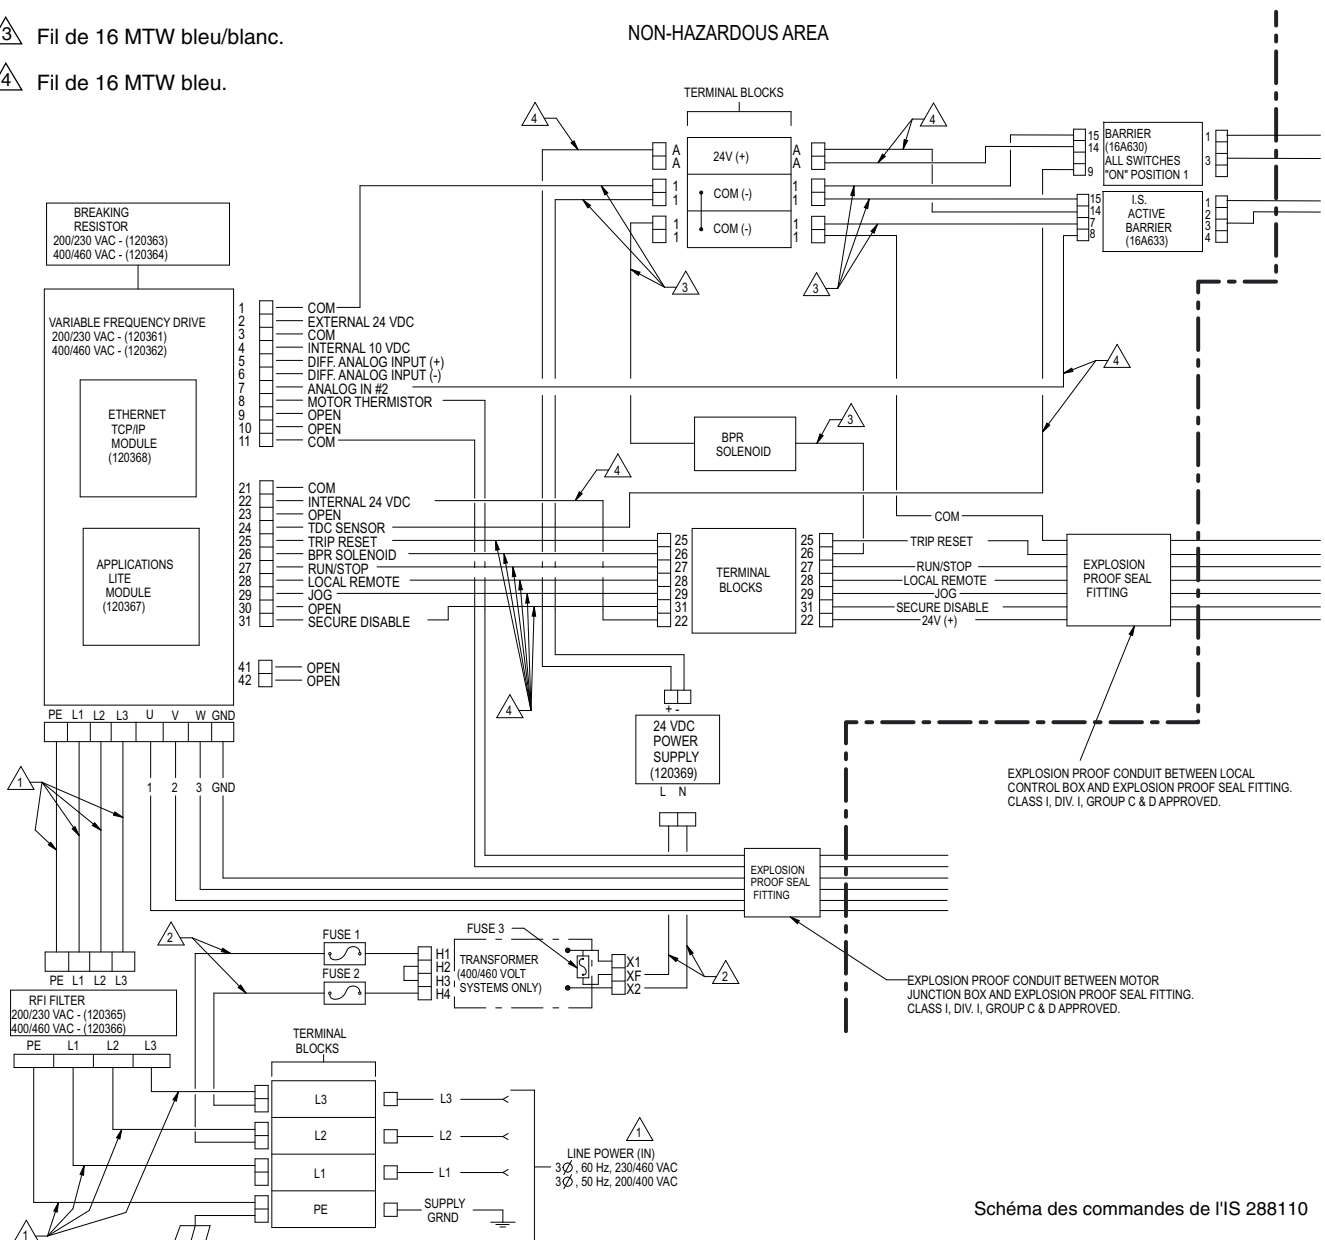 3 Fil de 16 MTW bleu/blanc.
4 Fil de 16 MTW bleu.
NON-HAZARDOUS AREA
TERMINAL BLOCKS
4
4
A
A
24V (+)
A
A
1
1
COM (-)
1
1
1
1
COM (-)
1
1
3
3
15
14
9
BARRIER
(16A630)
ALL SWITCHES
"ON" POSITION 1
1
3
15
14
7
8
I.S.
ACTIVE
BARRIER
(16A633)
1
2
3
4
BREAKING
RESISTOR
200/230 VAC - (120363)
400/460 VAC - (120364)
VARIABLE FREQUENCY DRIVE
200/230 VAC - (120361)
400/460 VAC - (120362)
ETHERNET
TCP/IP
MODULE
(120368)
APPLICATIONS
LITE
MODULE
(120367)
1 COM
2 EXTERNAL 24 VDC
3 COM
4 INTERNAL 10 VDC
5 DIFF. ANALOG INPUT (+)
6 DIFF. ANALOG INPUT (-)
7 ANALOG IN #2
8 MOTOR THERMISTOR
9 OPEN
10 OPEN
11 COM
4
3
BPR
SOLENOID
4
21 COM
22 INTERNAL 24 VDC
23 OPEN
24 TDC SENSOR
25 TRIP RESET
26 BPR SOLENOID
27 RUN/STOP
28 LOCAL REMOTE
29 JOG
30 OPEN
31 SECURE DISABLE
41 OPEN
42 OPEN
4
25
26
27
28
29
31
22
TERMINAL
BLOCKS
25
26
27
28
29
31
22
COM
TRIP RESET
RUN/STOP
LOCAL REMOTE
JOG
SECURE DISABLE
24V (+)
EXPLOSION
PROOF SEAL
FITTING
PE L1 L2 L3 U V W GND
1
1 2 3 GND
+ -
24 VDC
POWER
SUPPLY
(120369)
L N
EXPLOSION PROOF CONDUIT BETWEEN LOCAL
CONTROL BOX AND EXPLOSION PROOF SEAL FITTING.
CLASS I, DIV. I, GROUP C & D APPROVED.
EXPLOSION
PROOF SEAL
FITTING
2
FUSE 1
FUSE 2
H1
H2
H3
H4
FUSE 3
TRANSFORMER
(400/460 VOLT
SYSTEMS ONLY)
X1
XF
X2
2
EXPLOSION PROOF CONDUIT BETWEEN MOTOR
JUNCTION BOX AND EXPLOSION PROOF SEAL FITTING.
CLASS I, DIV. I, GROUP C & D APPROVED.
PE L1 L2 L3
RFI FILTER
200/230 VAC - (120365)
400/460 VAC - (120366)
PE L1 L2 L3
TERMINAL
BLOCKS
L3 L3
L2 L2
L1 L1
PE SUPPLY
GRND
1
LINE POWER (IN)
3Ø, 60 Hz, 230/460 VAC
3Ø, 50 Hz, 200/400 VAC
1
Schéma des commandes de l'IS 288110